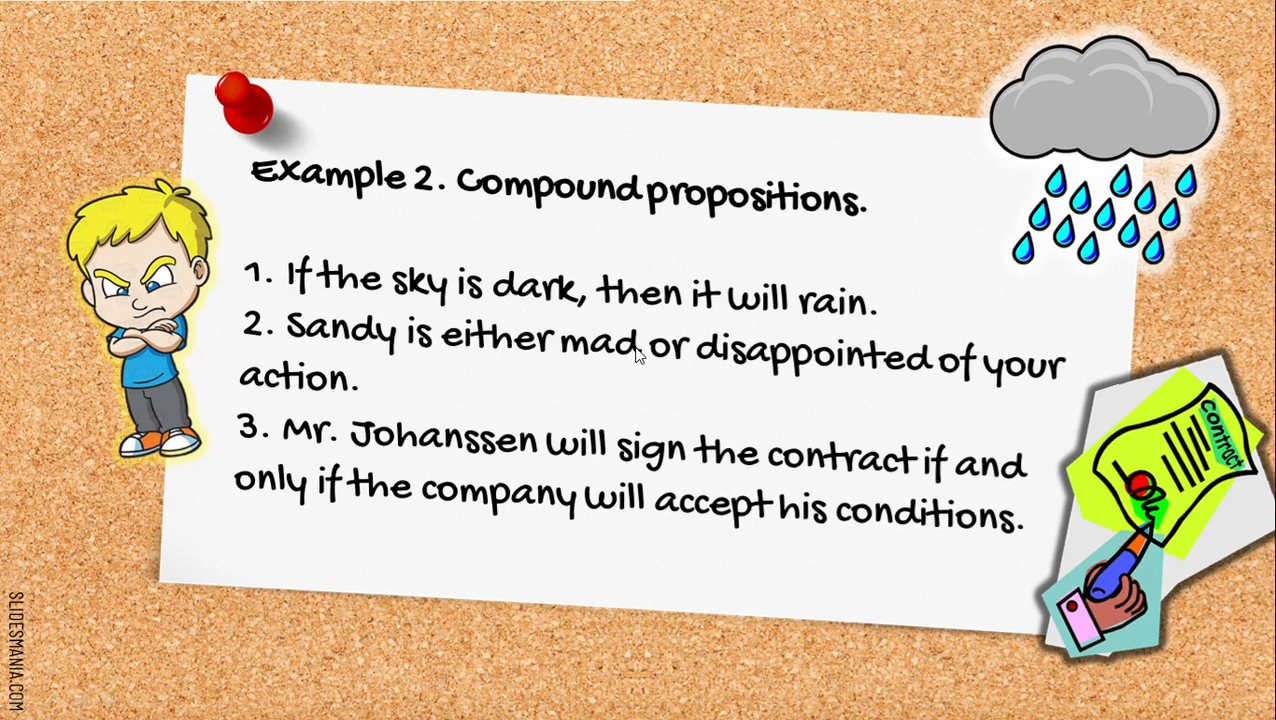 Example 2. Compound propositions.
1. If the sky is dark, then it will rain.
2. Sandy is either mad or disappointed of your
action.
3. Mr. Johanssen will sign the contract if and
only if the company will accept his conditions.
contract
SLIDESMANIA.COM